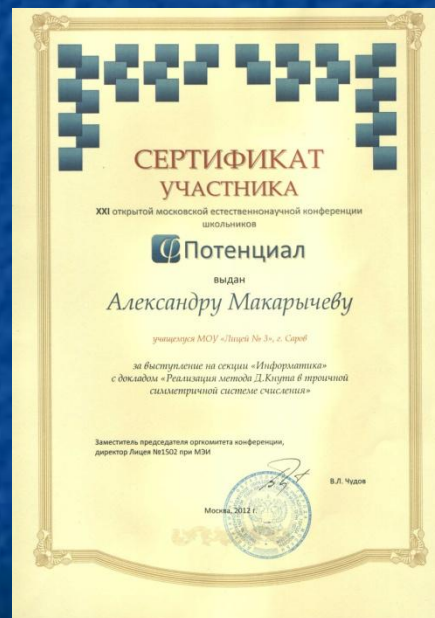 СЕРТИФИКАТ
УЧАСТНИКА
XXI открытой московской естественнонаучной конференции
школьников
Потенциал
выдан
Александру Макарычеву
учащемуся МОУ «Лицей № 3», г. Саров
за выступление на секции «Информатика»
с докладом «Реализация метода Д.Кнута в троичной
симметричной системе счисления»
Заместитель председателя оргкомитета конференции,
директор Лицея №1502 при МЭИ
В.Л. Чудов
Москва, 2012 г.